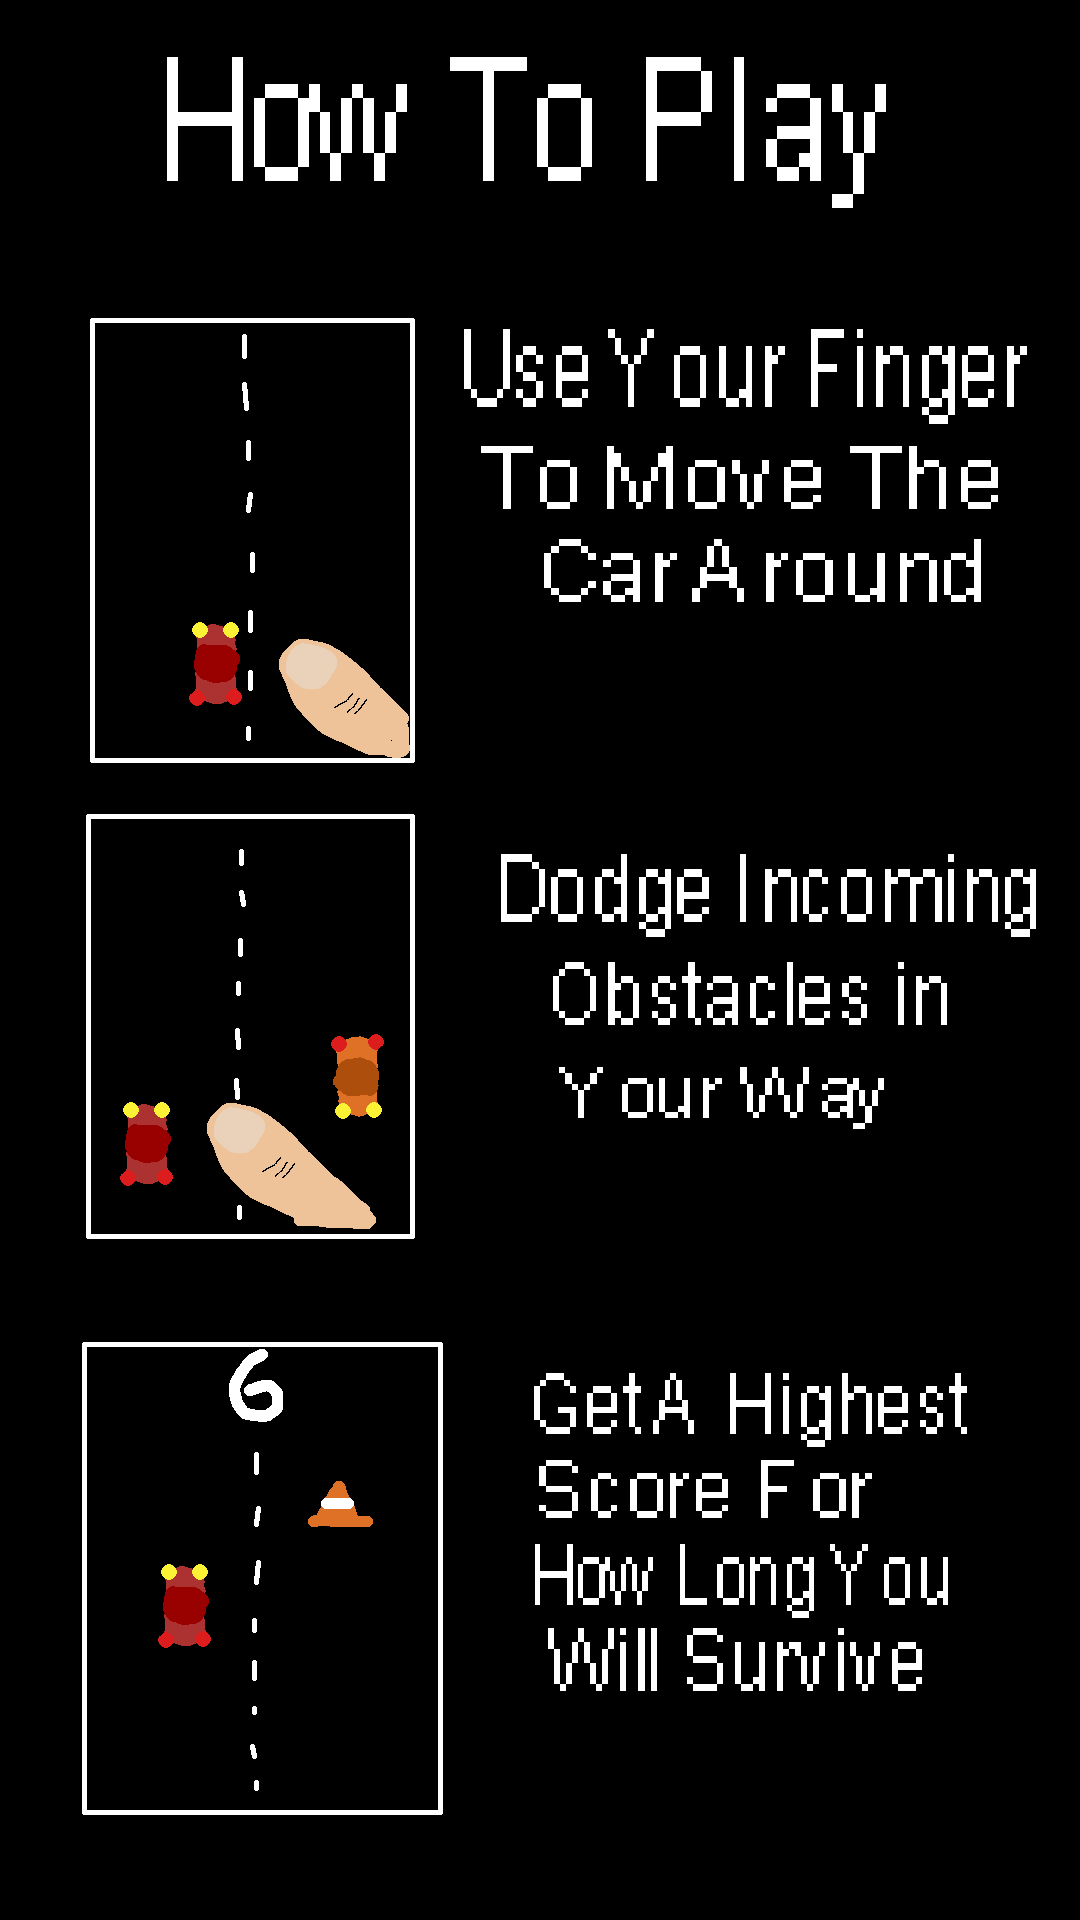 How To Play
Use Your Finger
To Move The
Car Around
Dodge Incoming
Obstacles in
Your Way
6
Get A Highest
Score For
How Long You
Will Survive